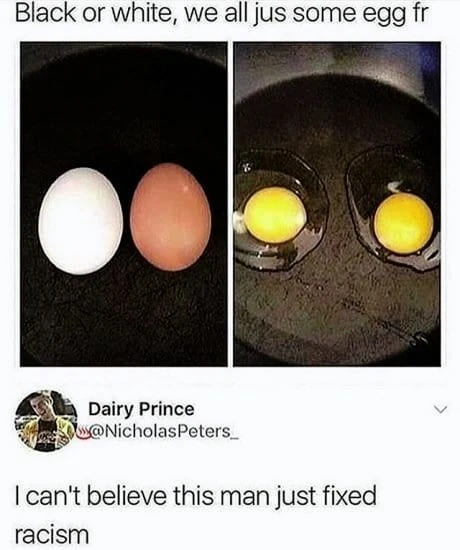 Black or white, we all jus some egg fr
Dairy Prince
@NicholasPeters_
I can't believe this man just fixed
racism